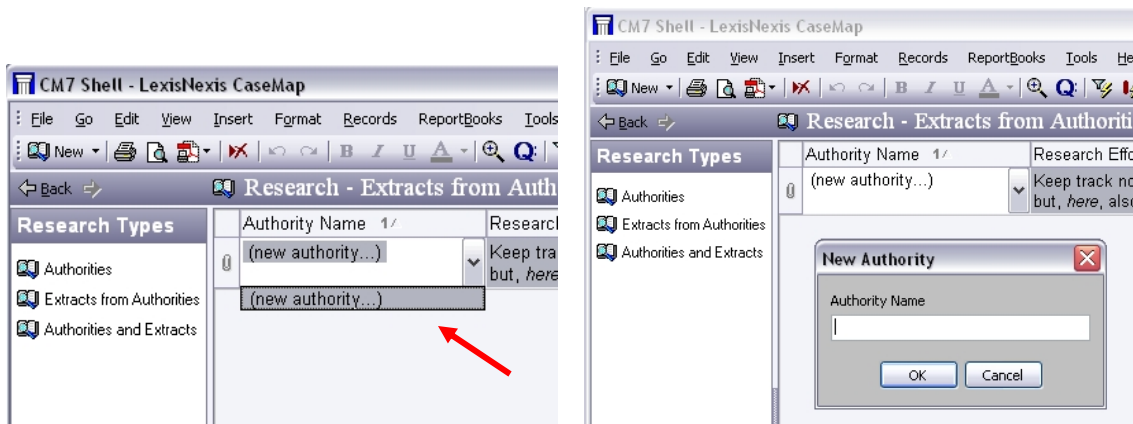 CM7 Shell - LexisNexis CaseMap
File Go Edit View Insert Format Records ReportBooks Tools
New B I U A Q
Back Research - Extracts from Auth
Research Types
Authority Name 1
(new authority...) Keep tra
but, here
(new authority...)
Authorities
Extracts from Authorities
Authorities and Extracts
CM7 Shell - LexisNexis CaseMap
File Go Edit View Insert Format Records ReportBooks Tools He
New B I U A Q
Back Research - Extracts from Authoriti
Research Types
Authority Name 1 Research Effo
(new authority...) Keep track no
but, here, also
Authorities
Extracts from Authorities
Authorities and Extracts
New Authority
Authority Name
OK Cancel